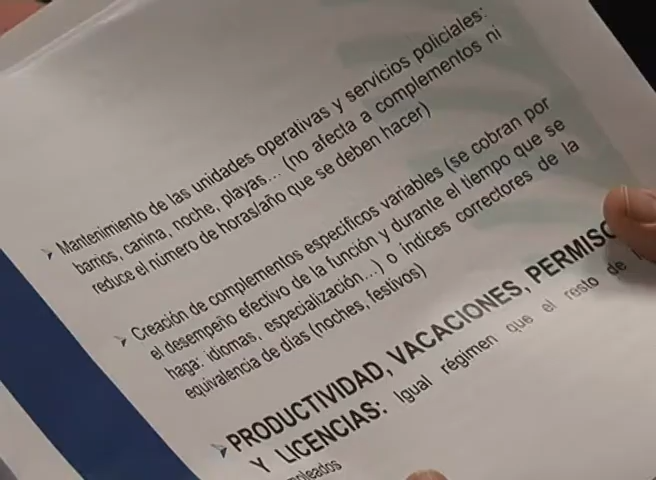 Mantenimiento de las unidades operativas y servicios policiales:
barrios, canina, noche, playas... (no afecta a complementos ni
reduce el número de horas/año que se deben hacer)
Creación de complementos específicos variables (se cobran por
el desempeño efectivo de la función y durante el tiempo que se
haga: idiomas, especialización...) o índices correctores de la
equivalencia de días (noches, festivos)
PRODUCTIVIDAD, VACACIONES, PERMISO
Y LICENCIAS: Igual régimen que el resto de